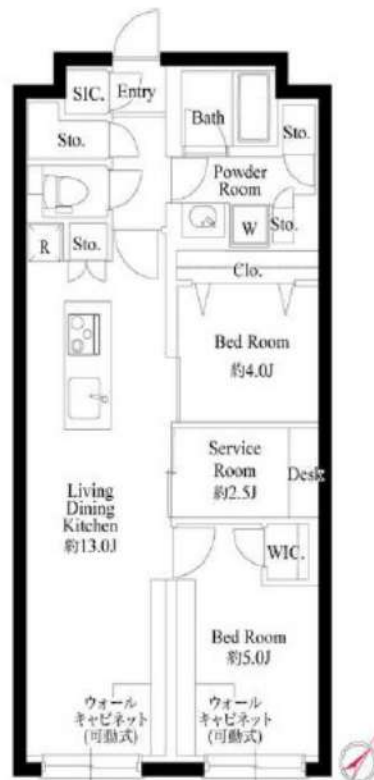 SIC.
Entry
Sto.
Bath
Sto.
Powder
Room
W
Sto.
R
Sto.
Clo.
Bed Room
約4.0J
Service
Room
約2.5J
Desk
Living
Dining
Kitchen
約13.0J
WIC.
Bed Room
約5.0J
ウォール
キャビネット
(可動式)
ウォール
キャビネット
(可動式)